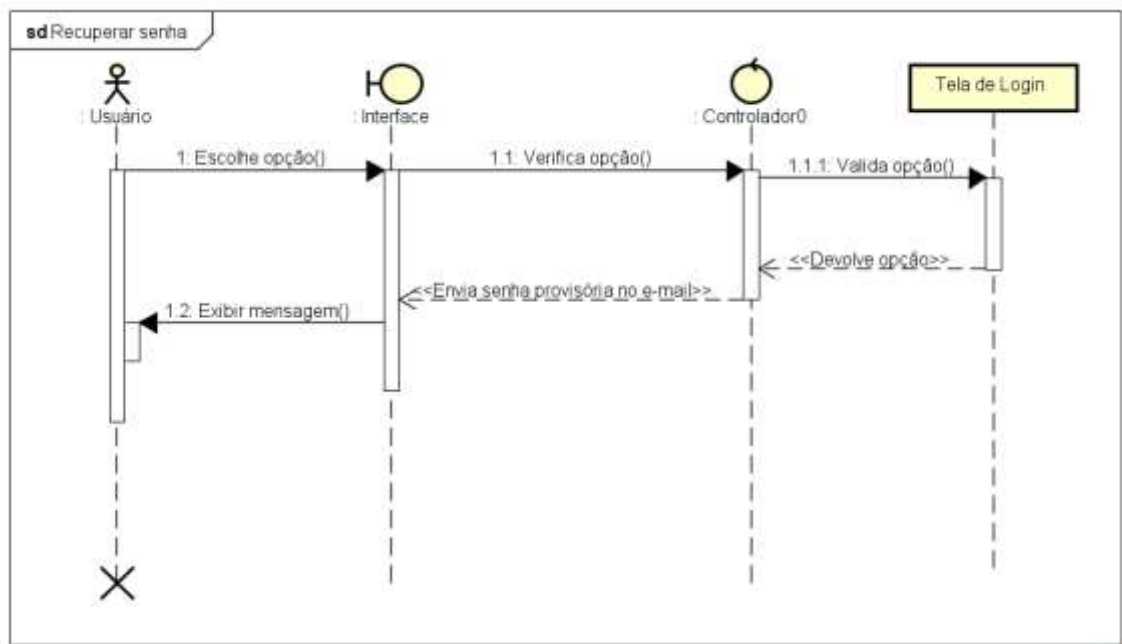 sd Recuperar senha
: Usuário
: Interface
: Controlador0
Tela de Login
1: Escolhe opção()
1.1: Verifica opção()
1.1.1: Valida opção()
<<Devolve opção>>
<<Envia senha provisória no e-mail>>
1.2: Exibir mensagem()